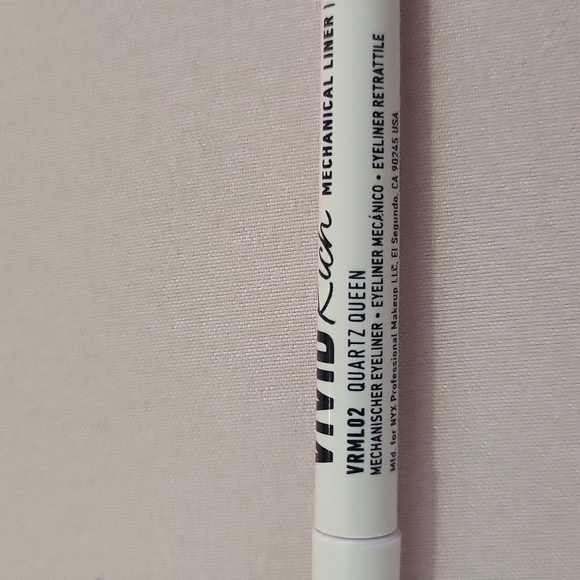 VIVID Rich MECHANICAL LINER |
VRML02 QUARTZ QUEEN
MECHANISCHER EYELINER • EYELINER MECÁNICO • EYELINER RETRATTILE
Mfd. for NYX Professional Makeup LLC, El Segundo, CA 90245 USA